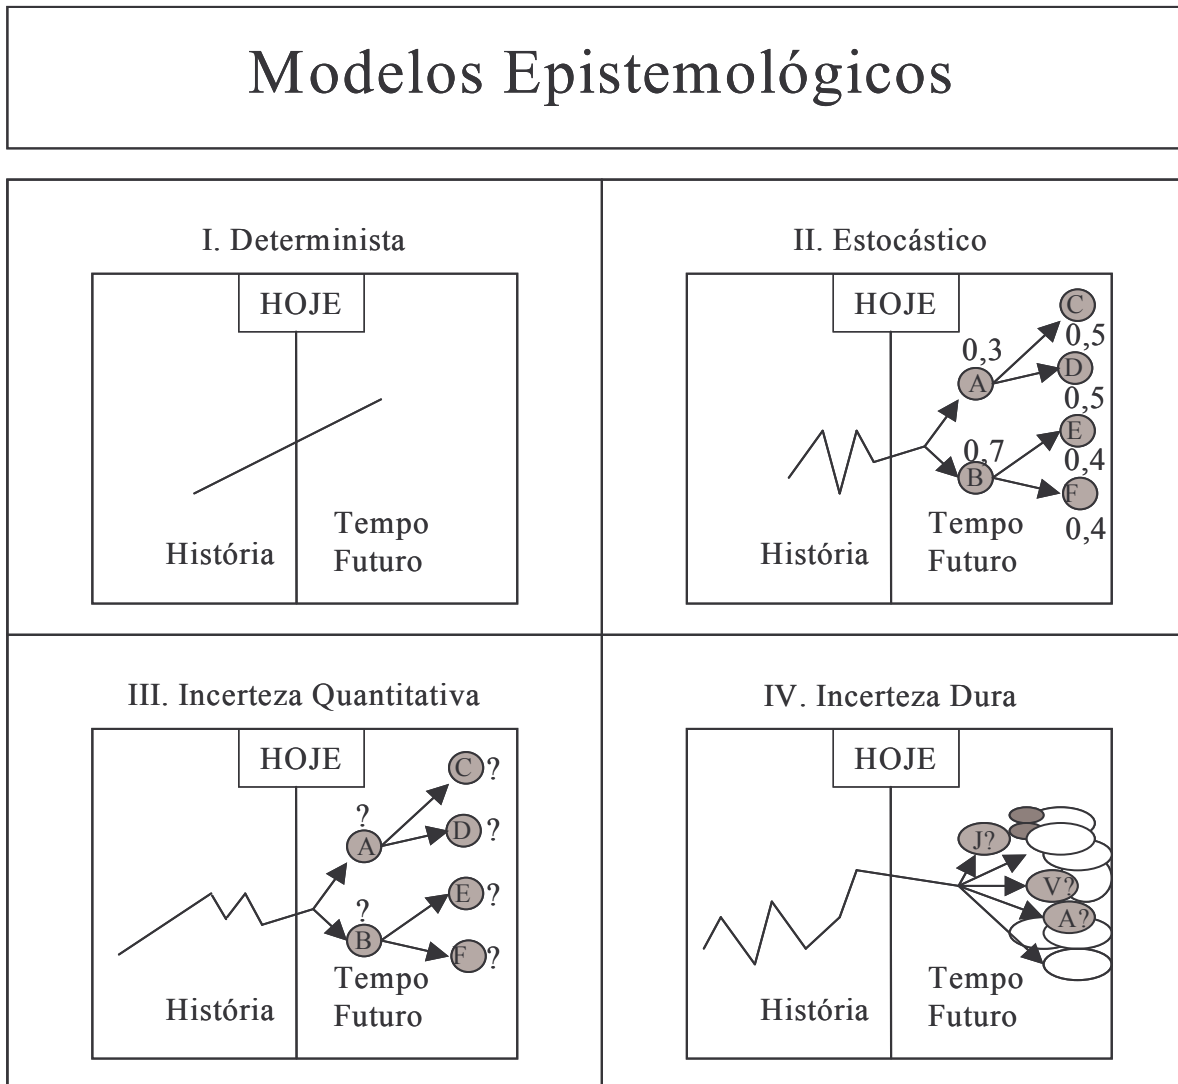 Modelos Epistemológicos
I. Determinista
HOJE
História
Tempo
Futuro
II. Estocástico
HOJE
C
0,5
0,3
A
D
0,5
E
0,7
0,4
B
F
0,4
História
Tempo
Futuro
III. Incerteza Quantitativa
HOJE
C ?
?
A
D ?
?
E ?
B
F ?
História
Tempo
Futuro
IV. Incerteza Dura
HOJE
J?
V?
A?
História
Tempo
Futuro